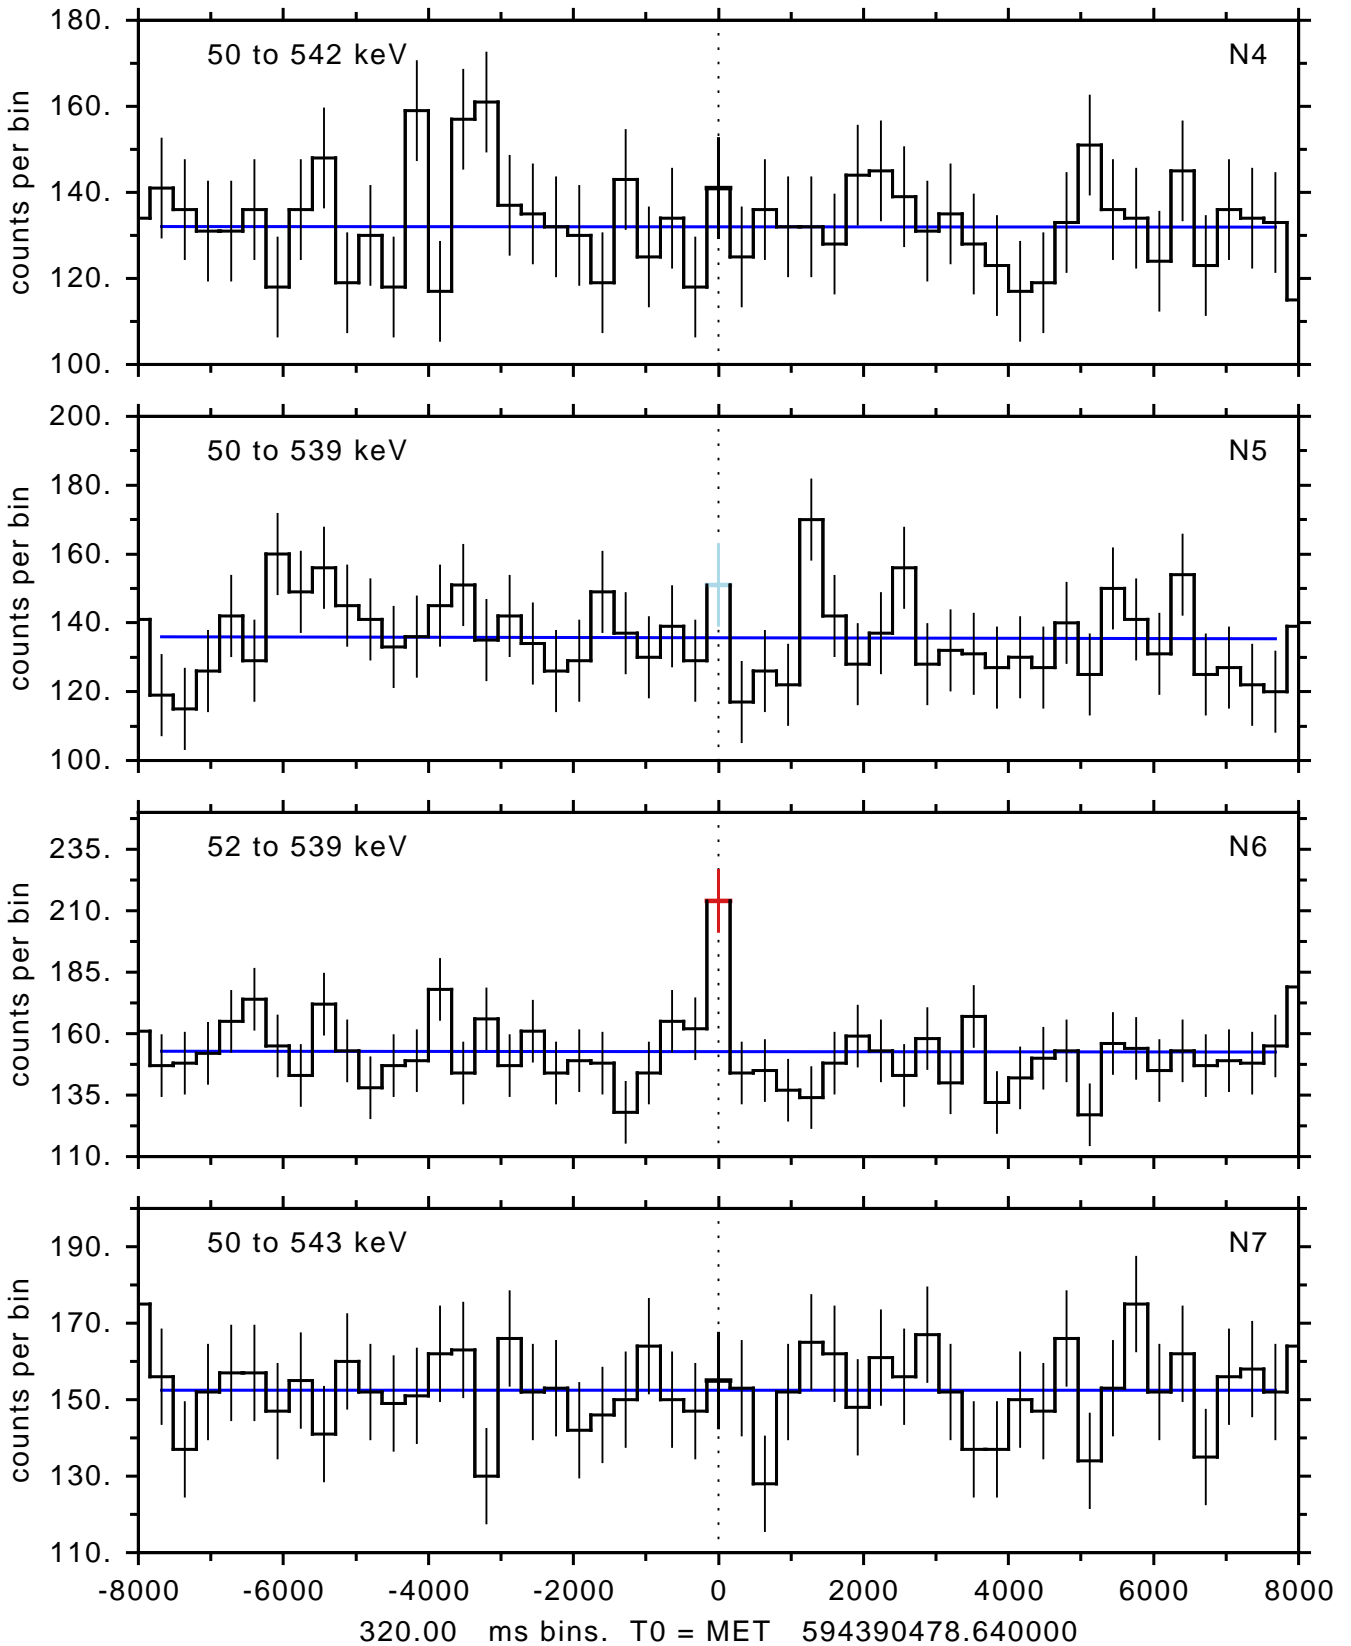 180.
50 to 542 keV N4
160.
140.
120.
100.
counts per bin
200.
50 to 539 keV N5
180.
160.
140.
120.
100.
counts per bin
52 to 539 keV N6
235.
210.
185.
160.
135.
110.
counts per bin
50 to 543 keV N7
190.
170.
150.
130.
110.
counts per bin
-8000 -6000 -4000 -2000 0 2000 4000 6000 8000
320.00 ms bins. T0 = MET 594390478.640000